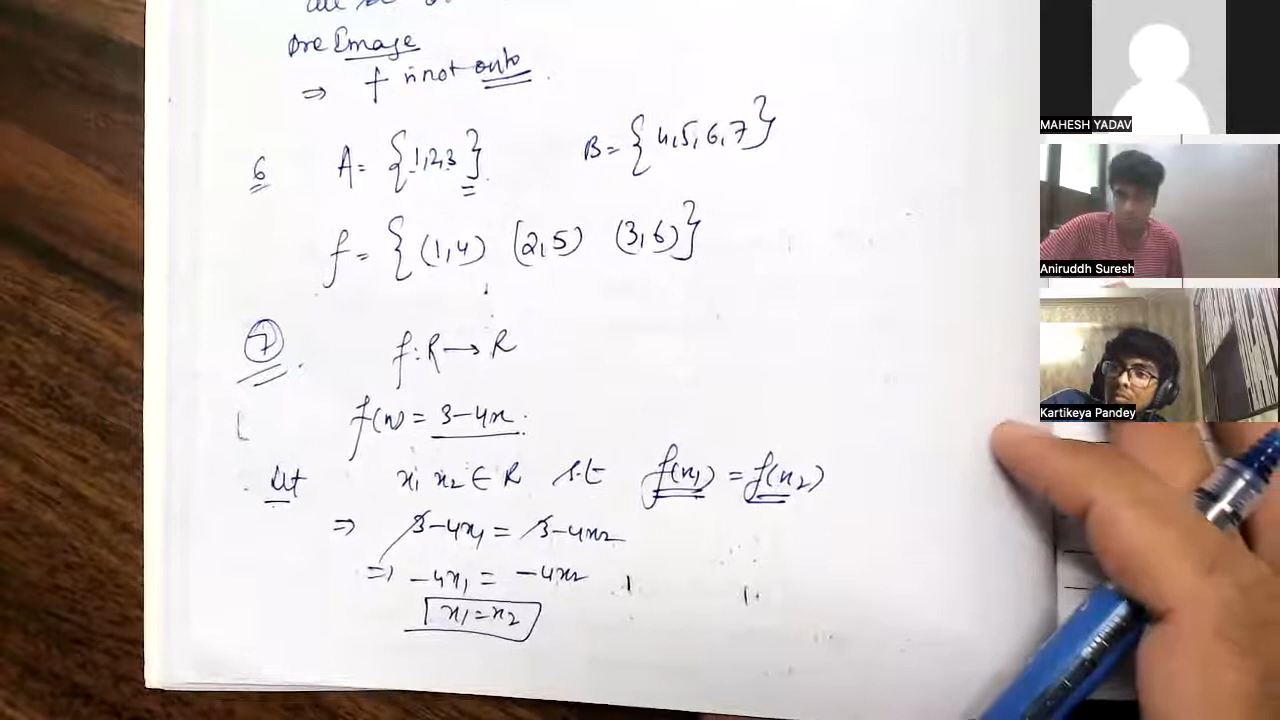 pre Image
⇒ f is not onto.
6 A = {1,2,3}. B = {4,5,6,7}
f = {(1,4) (2,5) (3,6)}
7. f: R → R
f(x) = 3-4x.
Let x1 x2 ∈ R s.t f(x1) = f(x2)
⇒ 3-4x1 = 3-4x2
⇒ -4x1 = -4x2
x1 = x2
MAHESH YADAV
Aniruddh Suresh
Kartikeya Pandey